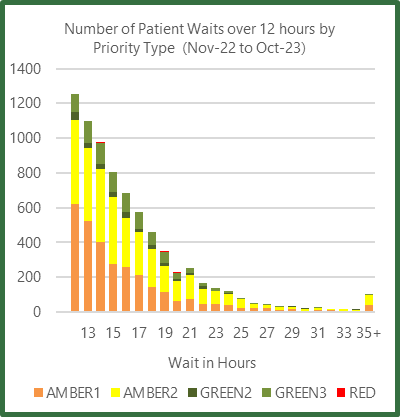 Number of Patient Waits over 12 hours by
Priority Type (Nov-22 to Oct-23)
1400
1200
1000
800
600
400
200
0
13 15 17 19 21 23 25 27 29 31 33 35+
Wait in Hours
AMBER1 AMBER2 GREEN2 GREEN3 RED